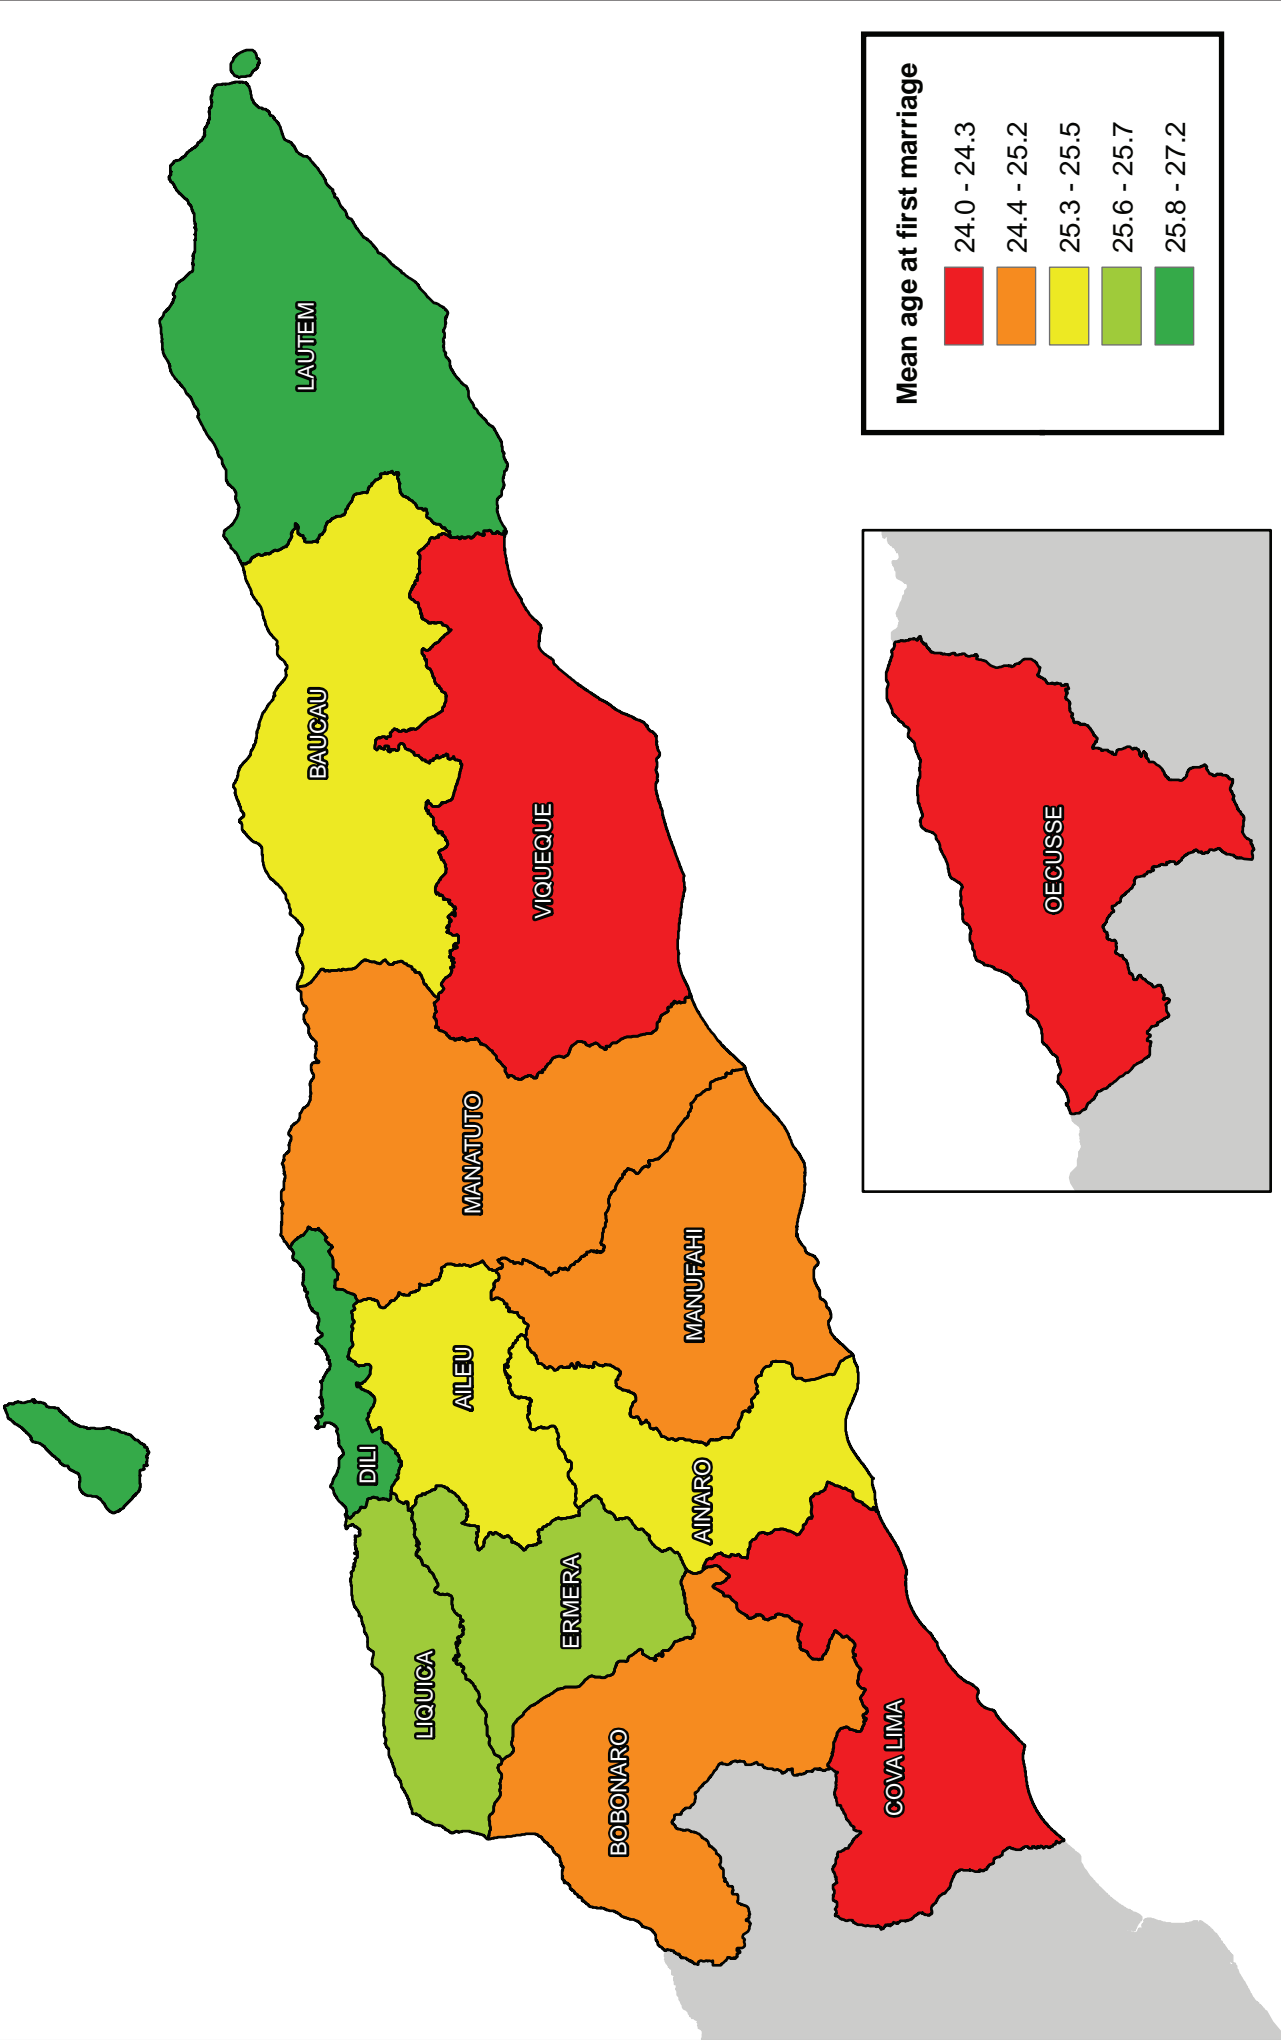 LAUTEM
BAUCAU
VIQUEQUE
MANATUTO
MANUFAHI
DILI
AILEU
AINARO
LIQUICA
ERMERA
BOBONARO
COVA LIMA
OECUSSE
Mean age at first marriage
24.0 - 24.3
24.4 - 25.2
25.3 - 25.5
25.6 - 25.7
25.8 - 27.2